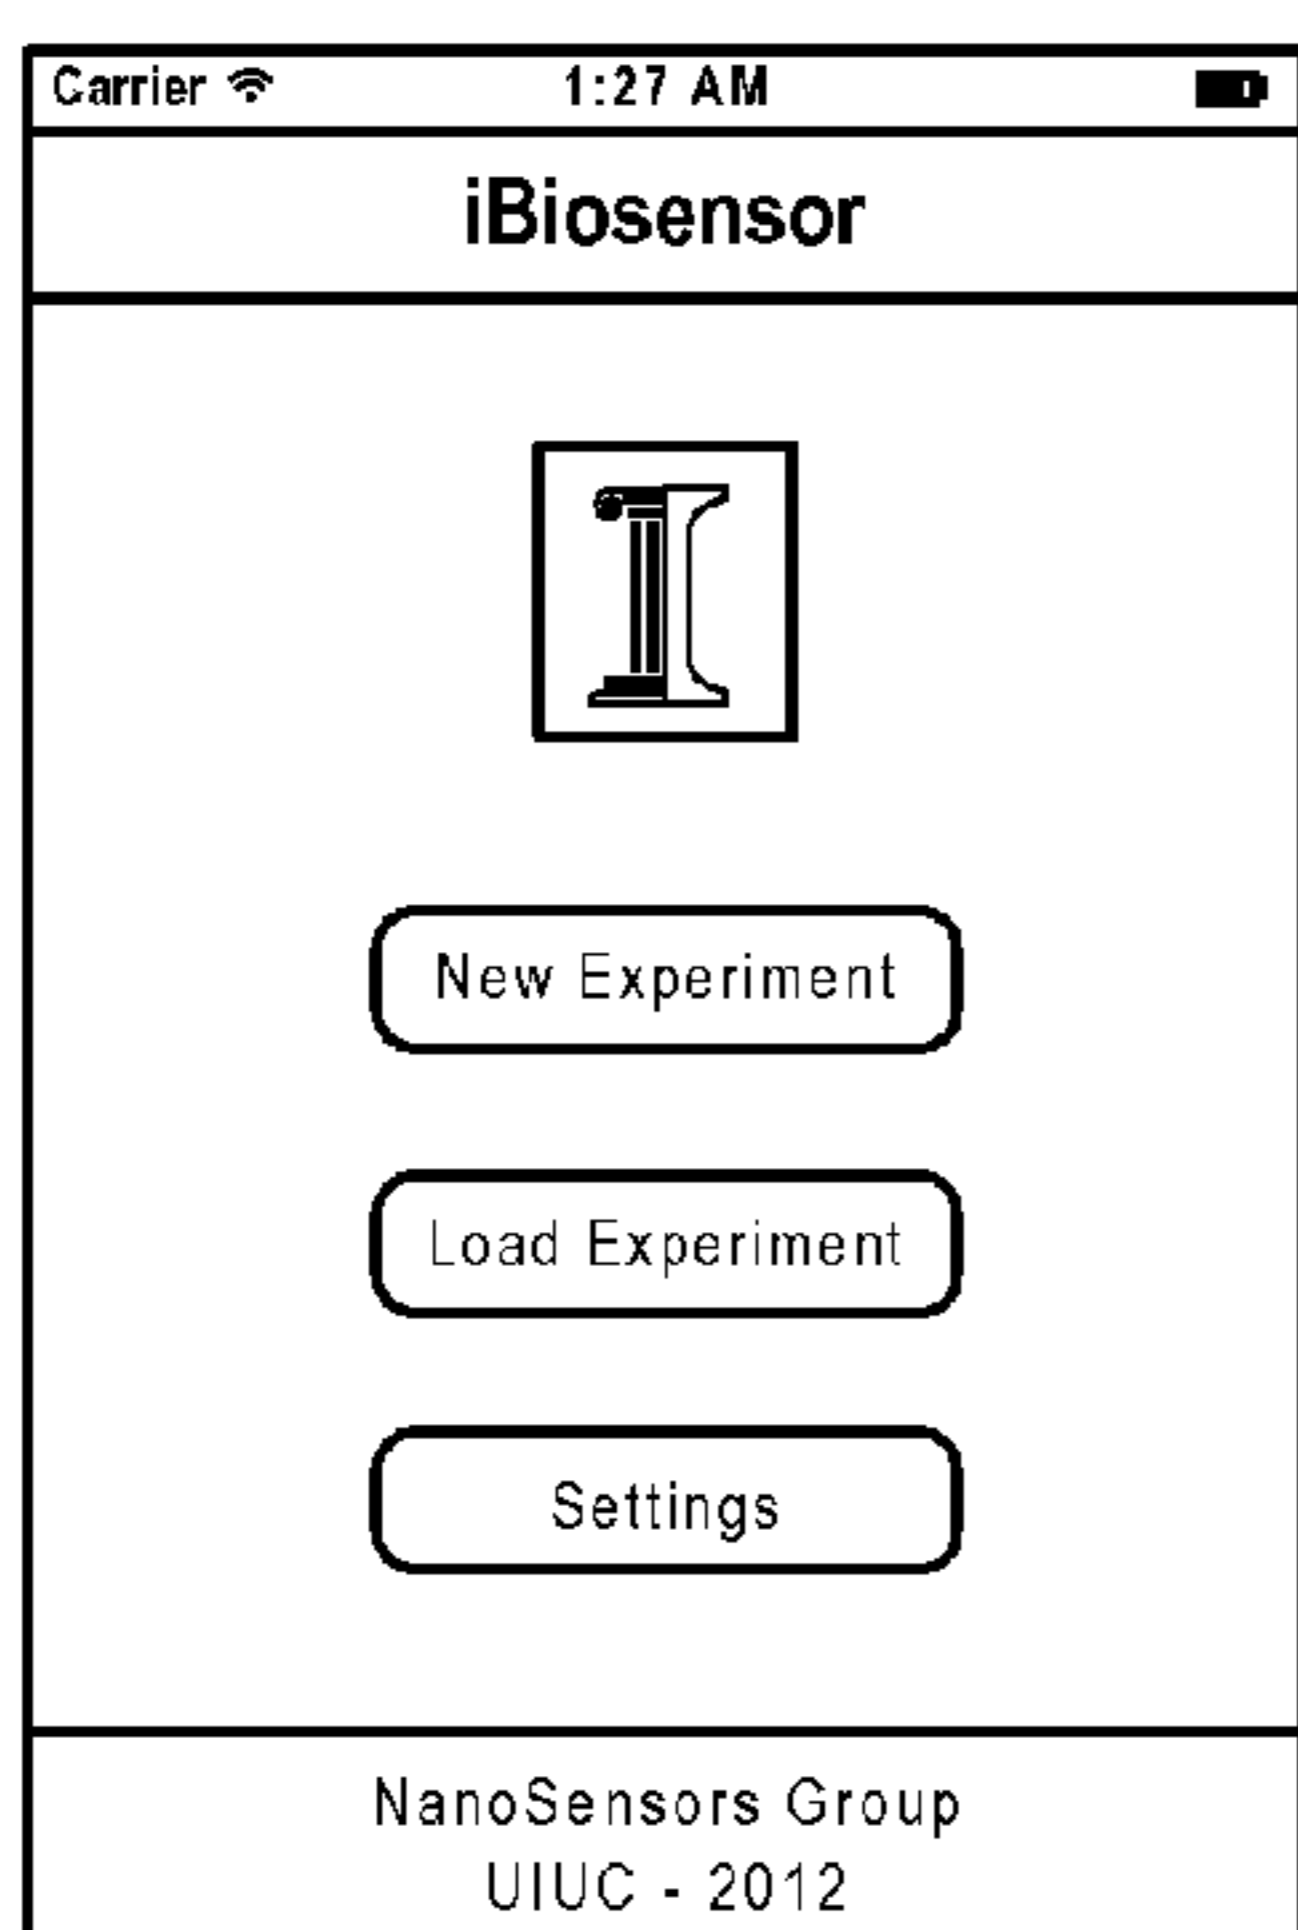 Carrier 1:27 AM
iBiosensor
New Experiment
Load Experiment
Settings
NanoSensors Group
UIUC - 2012